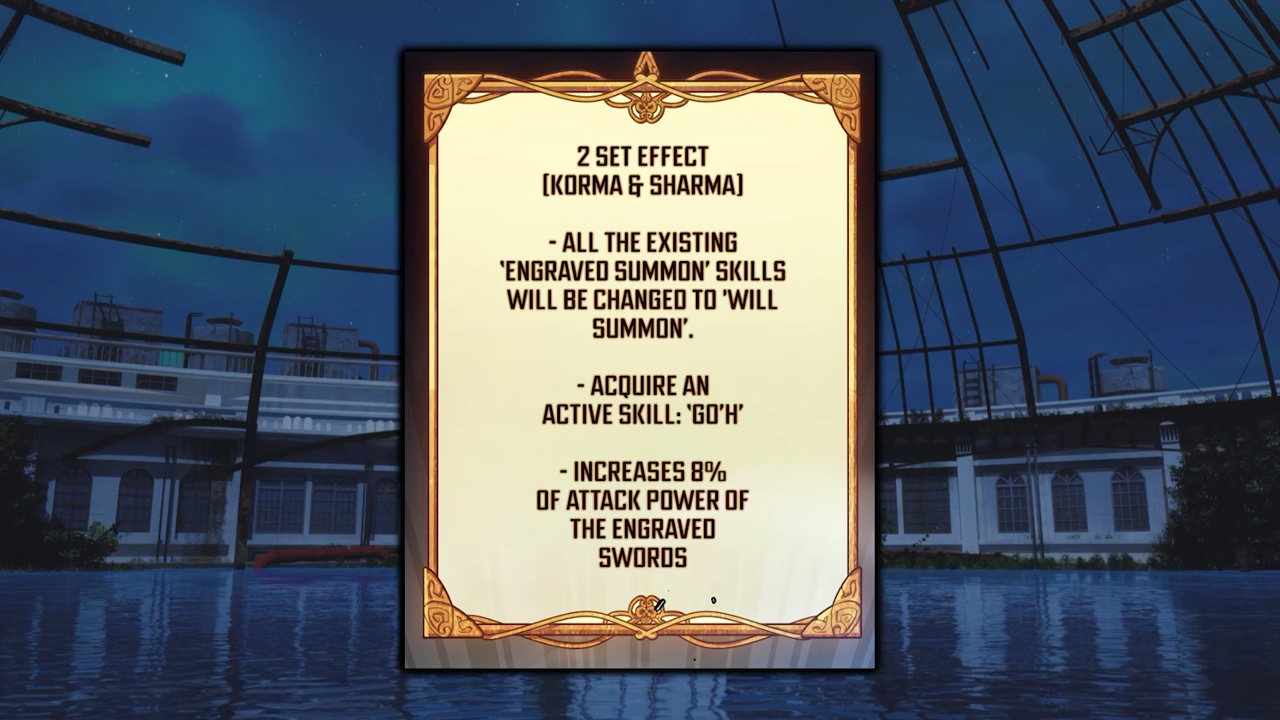 2 SET EFFECT
[KORMA & SHARMA]
- ALL THE EXISTING
'ENGRAVED SUMMON' SKILLS
WILL BE CHANGED TO 'WILL
SUMMON'.
- ACQUIRE AN
ACTIVE SKILL: 'GO'H'
- INCREASES 8%
OF ATTACK POWER OF
THE ENGRAVED
SWORDS